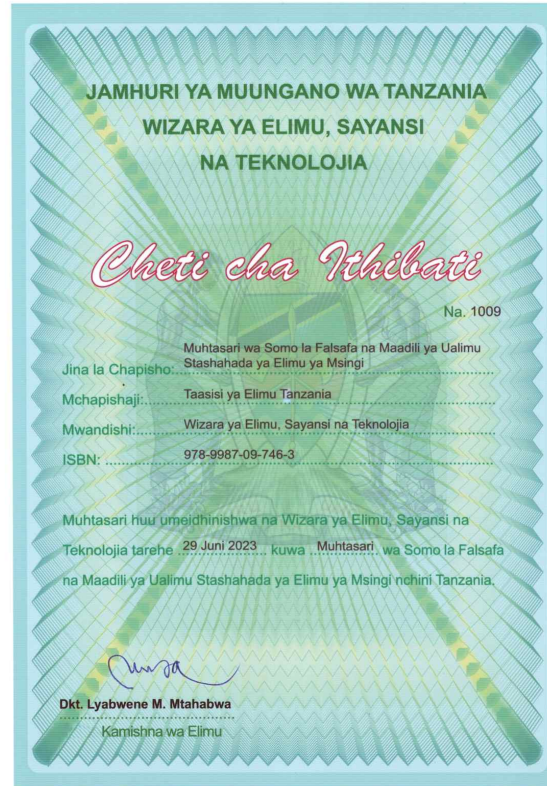 JAMHURI YA MUUNGANO WA TANZANIA
WIZARA YA ELIMU, SAYANSI
NA TEKNOLOJIA
Cheti cha Ithibati
Na. 1009
Muhtasari wa Somo la Falsafa na Maadili ya Ualimu
Jina la Chapisho: Stashahada ya Elimu ya Msingi
Mchapishaji: Taasisi ya Elimu Tanzania
Mwandishi: Wizara ya Elimu, Sayansi na Teknolojia
ISBN: 978-9987-09-746-3
Muhtasari huu umeidhinishwa na Wizara ya Elimu, Sayansi na
Teknolojia tarehe 29 Juni 2023 kuwa Muhtasari wa Somo la Falsafa
na Maadili ya Ualimu Stashahada ya Elimu ya Msingi nchini Tanzania.
Dkt. Lyabwene M. Mtahabwa
Kamishna wa Elimu